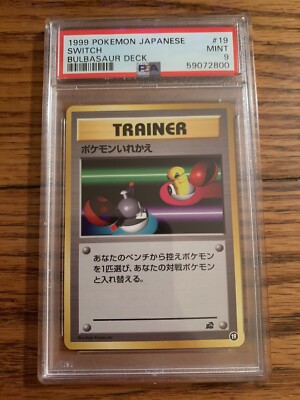 1999 POKEMON JAPANESE #19
SWITCH MINT
BULBASAUR DECK 9
PSA 59072800
TRAINER
ポケモンいれかえ
あなたのベンチから控えポケモン
を1匹選び、あなたの対戦ポケモン
と入れ替える。
19